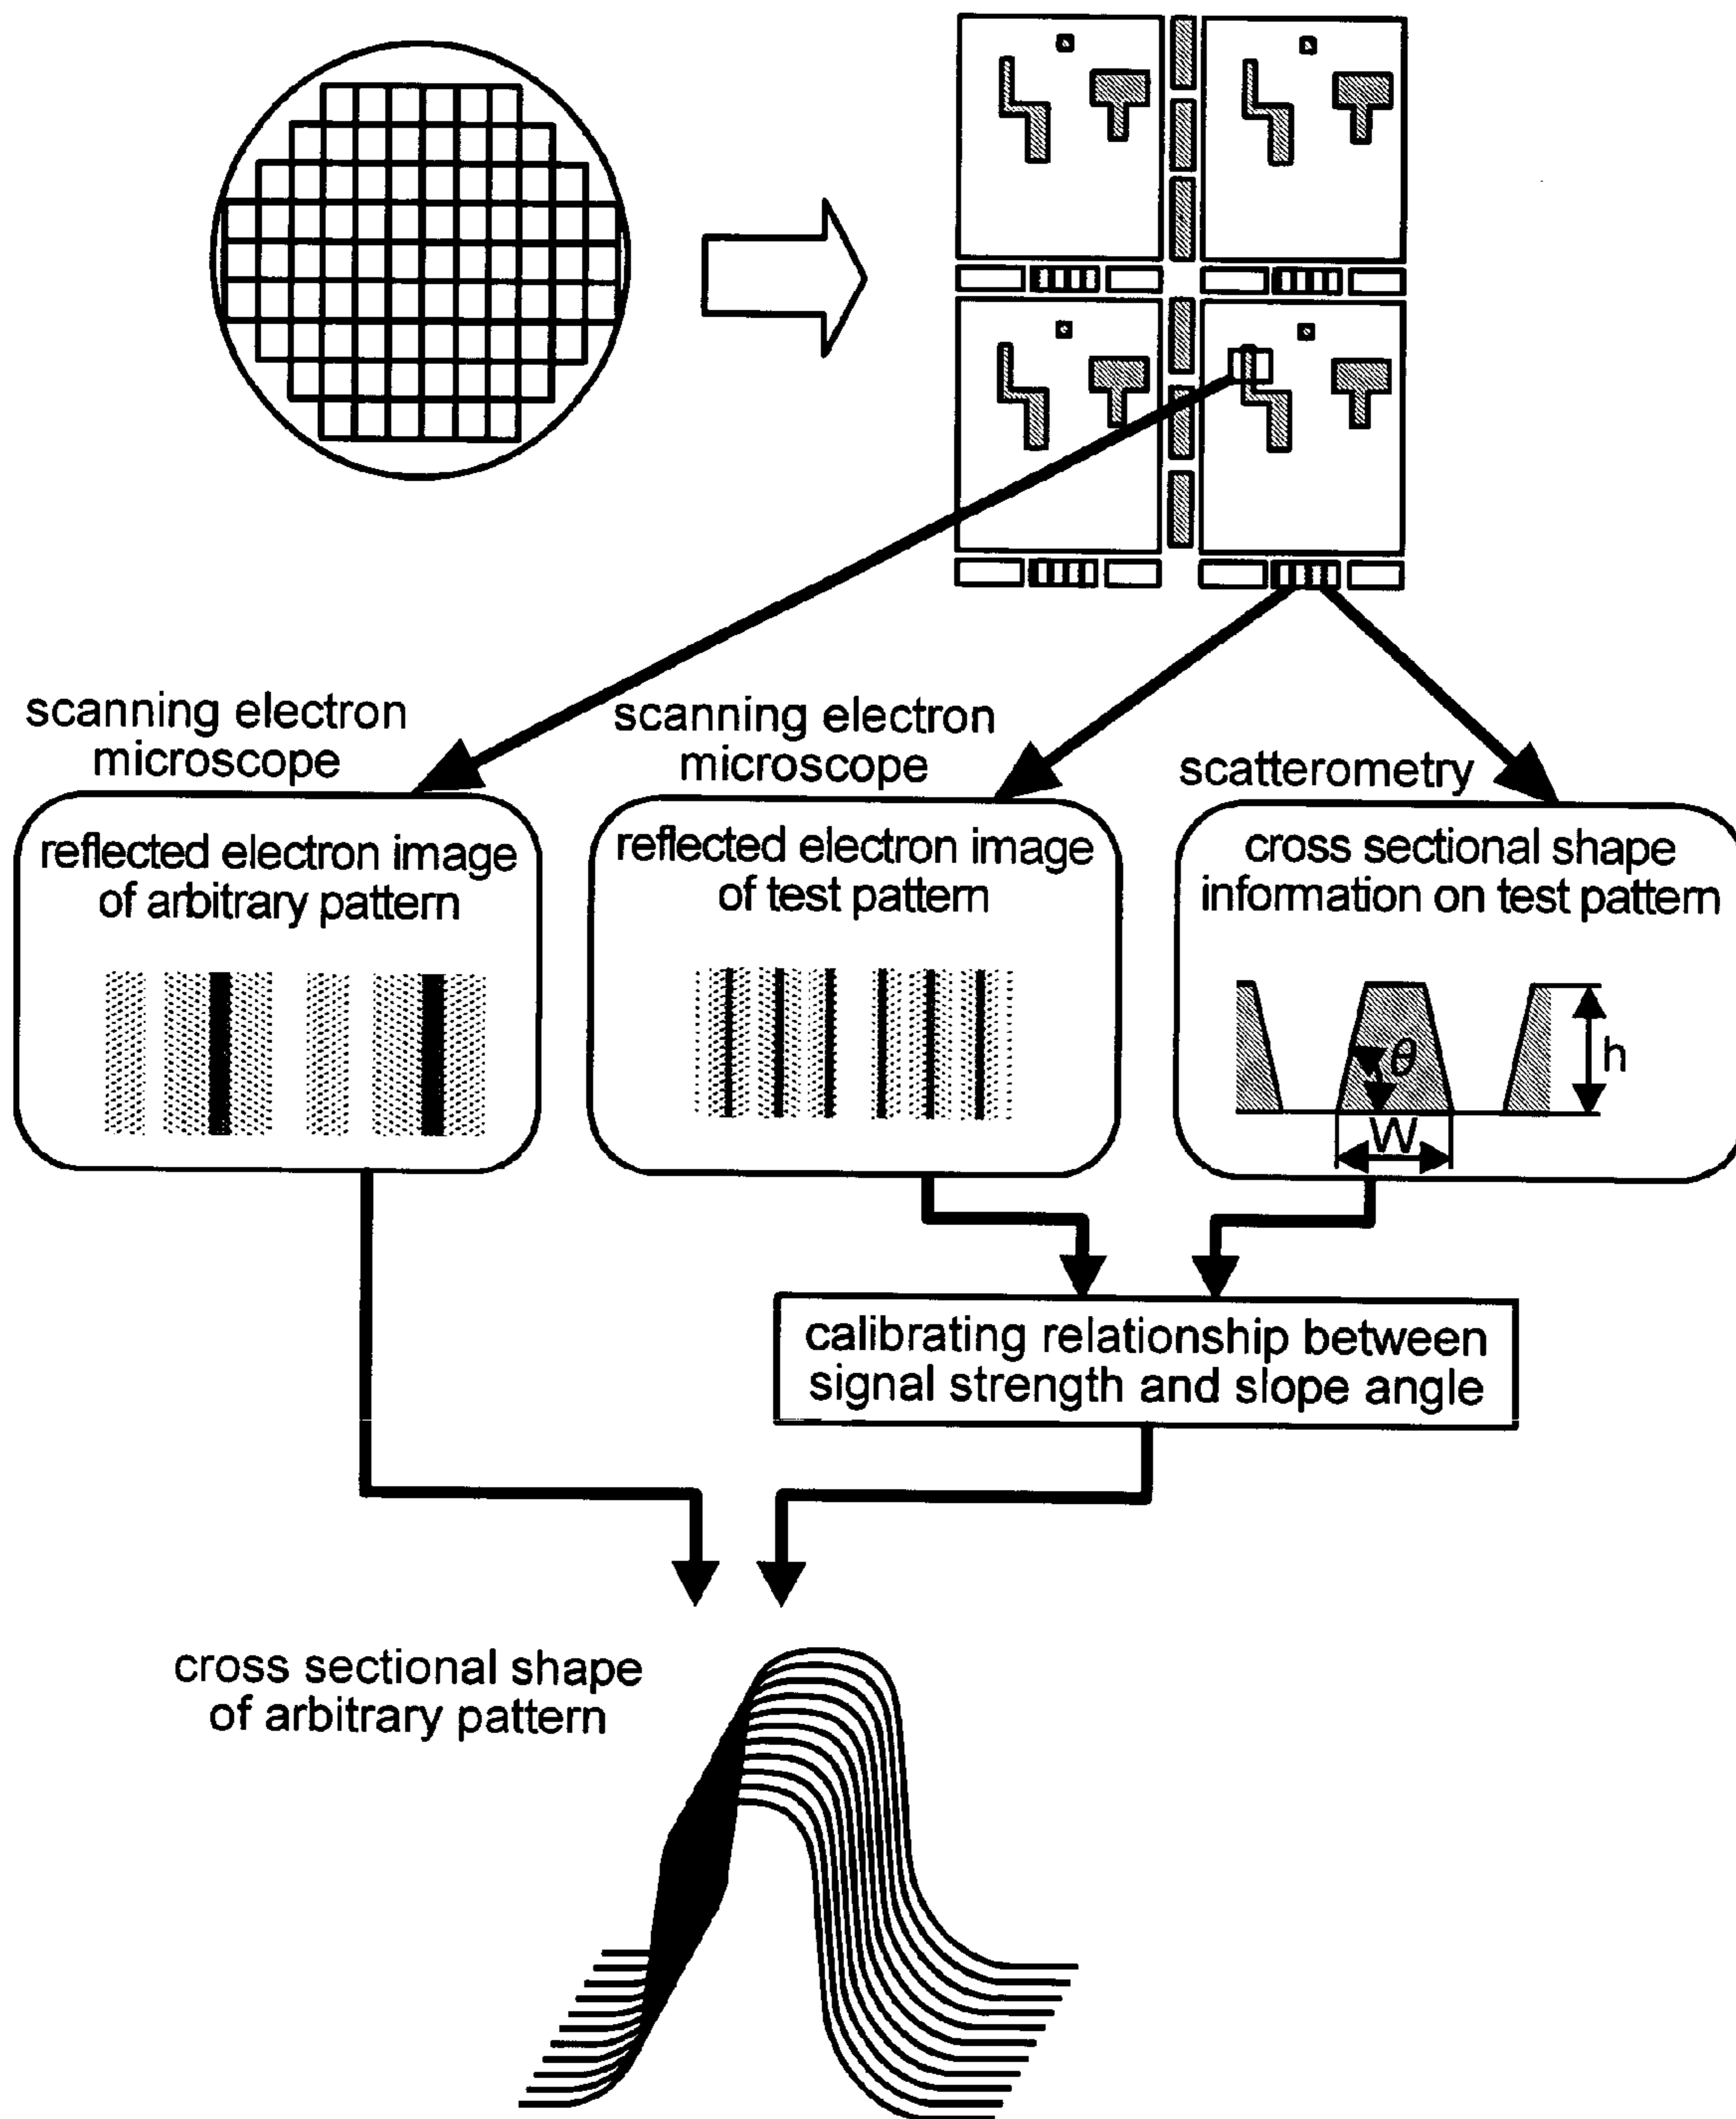 scanning electron
microscope
scanning electron
microscope
scatterometry
reflected electron image
of arbitrary pattern
reflected electron image
of test pattern
cross sectional shape
information on test pattern
θ
h
W
calibrating relationship between
signal strength and slope angle
cross sectional shape
of arbitrary pattern